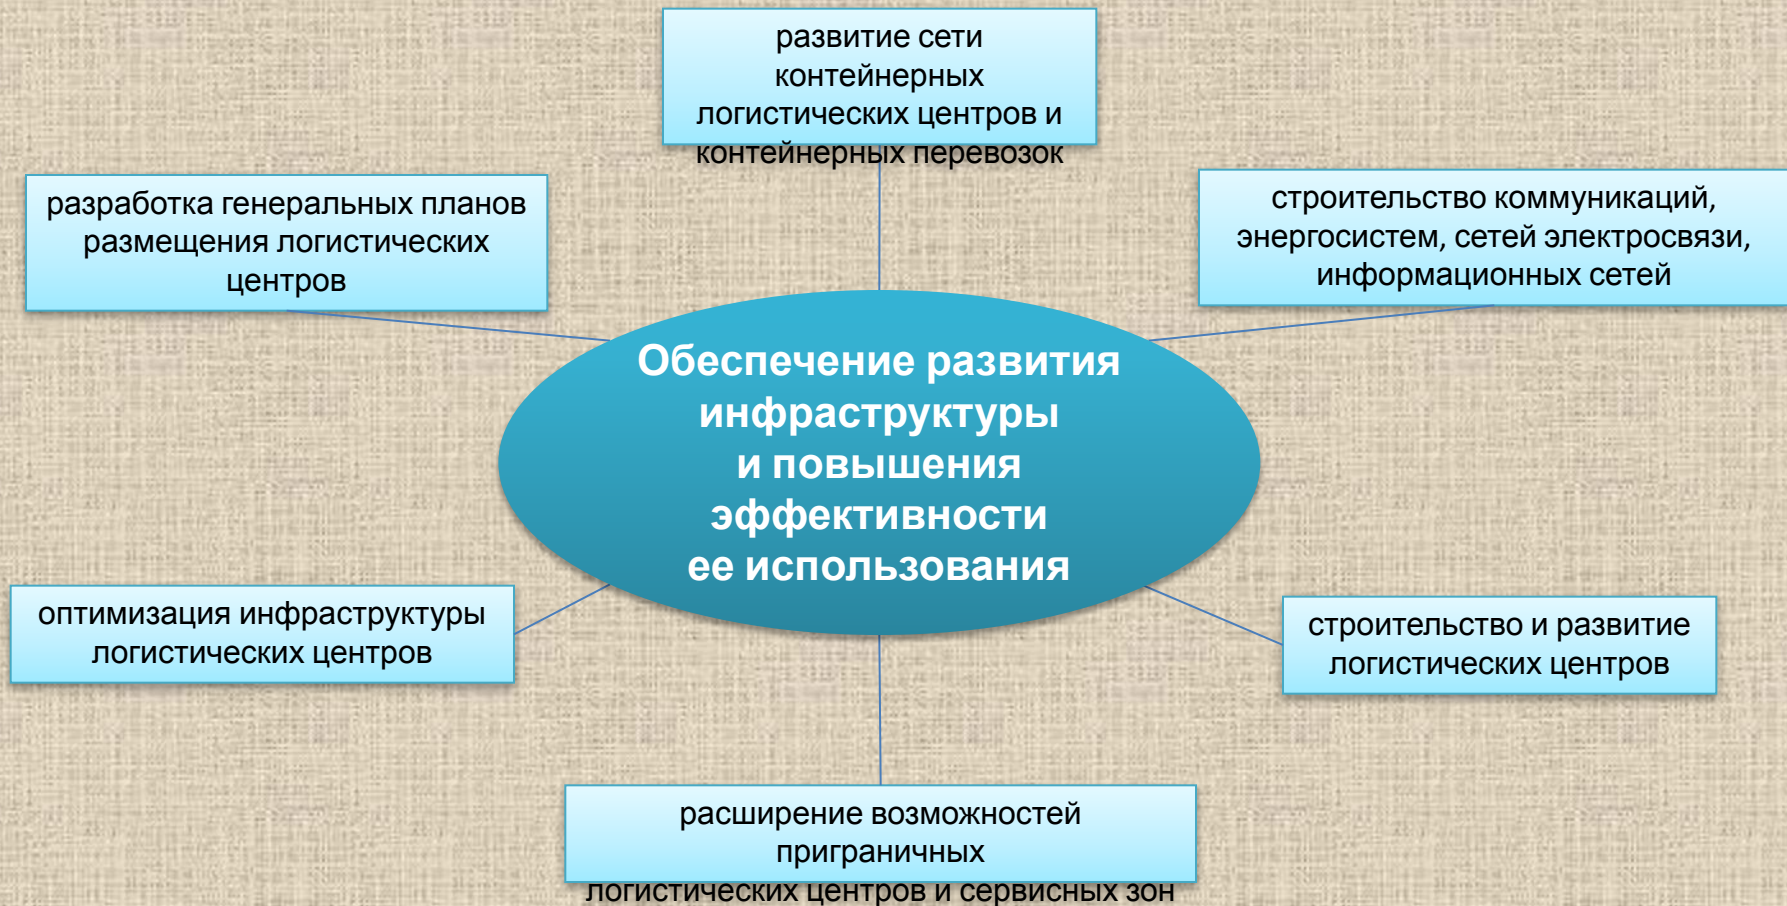 развитие сети
контейнерных
логистических центров и
контейнерных перевозок
разработка генеральных планов
размещения логистических
центров
строительство коммуникаций,
энергосистем, сетей электросвязи,
информационных сетей
Обеспечение развития
инфраструктуры
и повышения
эффективности
ее использования
оптимизация инфраструктуры
логистических центров
строительство и развитие
логистических центров
расширение возможностей
приграничных
логистических центров и сервисных зон